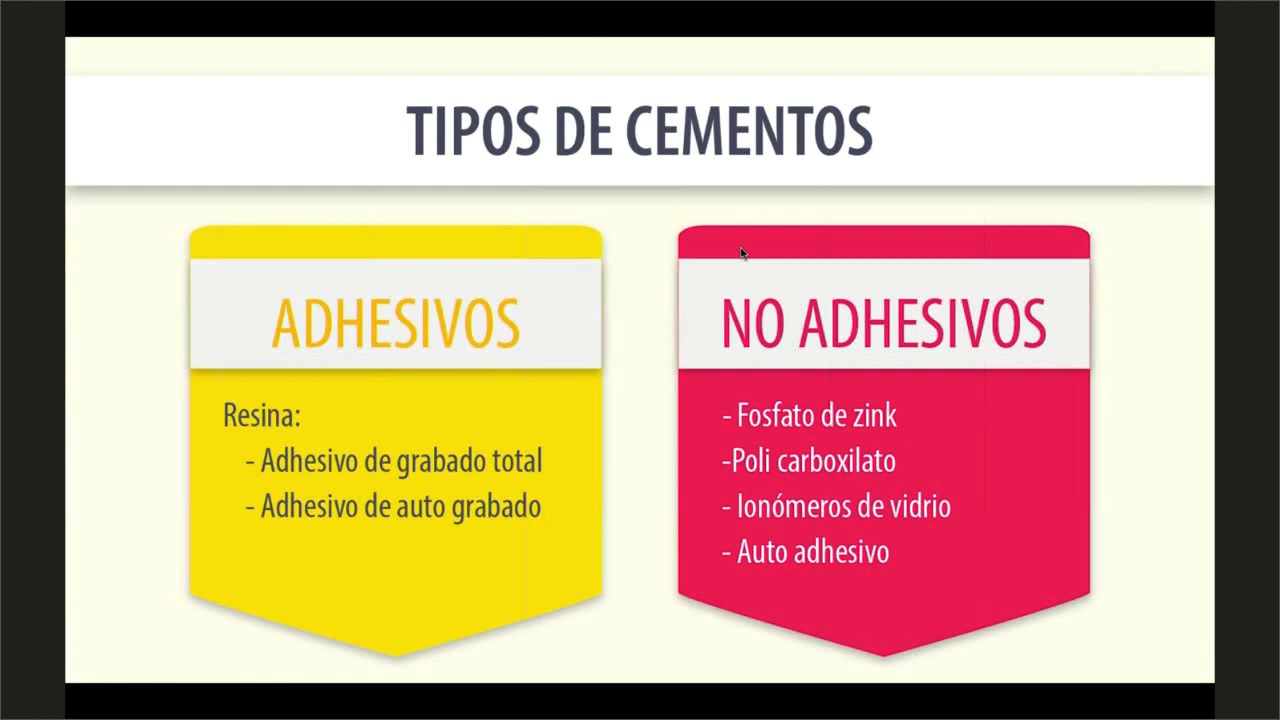 TIPOS DE CEMENTOS
ADHESIVOS
Resina:
- Adhesivo de grabado total
- Adhesivo de auto grabado
NO ADHESIVOS
- Fosfato de zink
-Poli carboxilato
- Ionómeros de vidrio
- Auto adhesivo